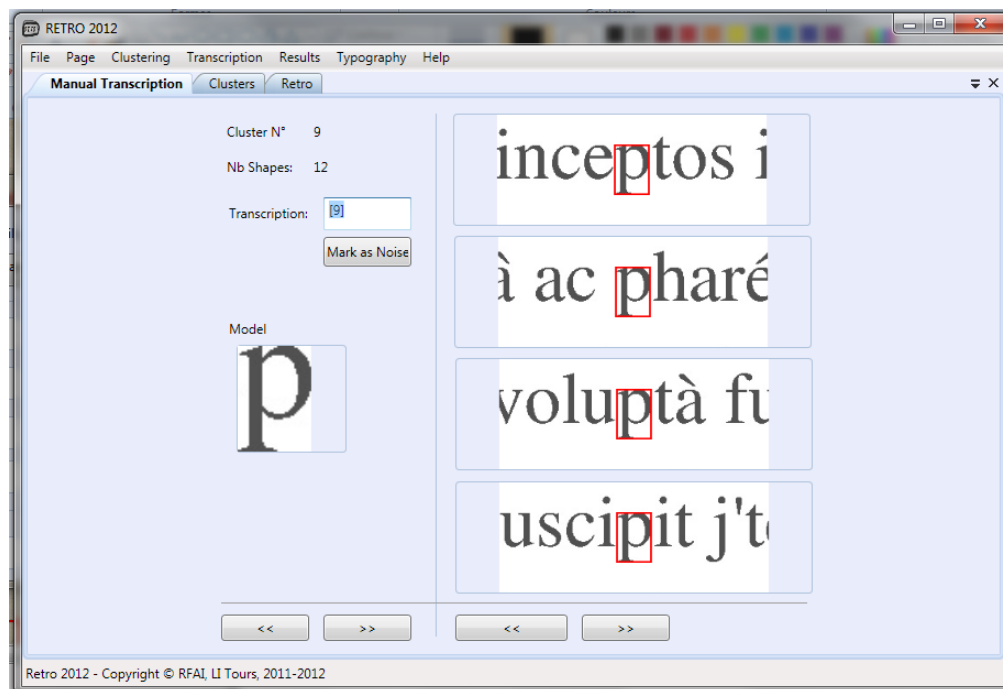 RETRO 2012
File Page Clustering Transcription Results Typography Help
Manual Transcription Clusters Retro
Cluster N° 9
Nb Shapes: 12
Transcription: [9]
Mark as Noise
Model
p
inceptos i
à ac pharé
voluptà fu
uscipit j't
<< >> << >>
Retro 2012 - Copyright © RFAI, LI Tours, 2011-2012